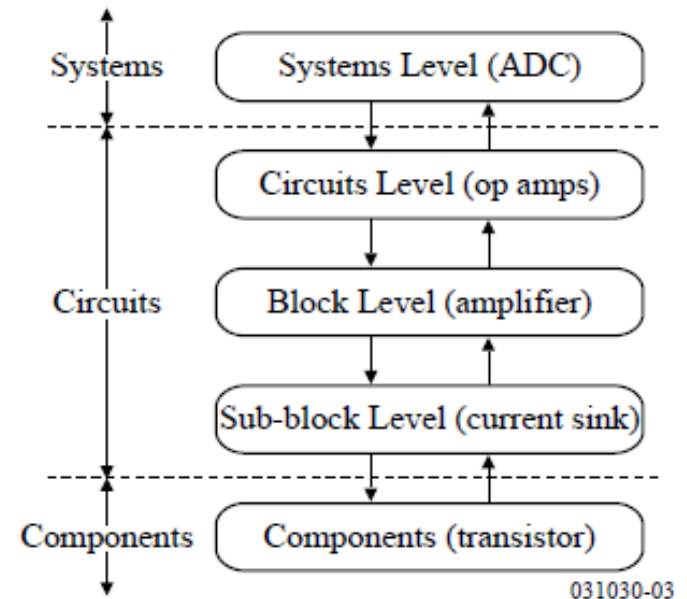 Systems
Systems Level (ADC)
Circuits Level (op amps)
Circuits
Block Level (amplifier)
Sub-block Level (current sink)
Components
Components (transistor)
031030-03